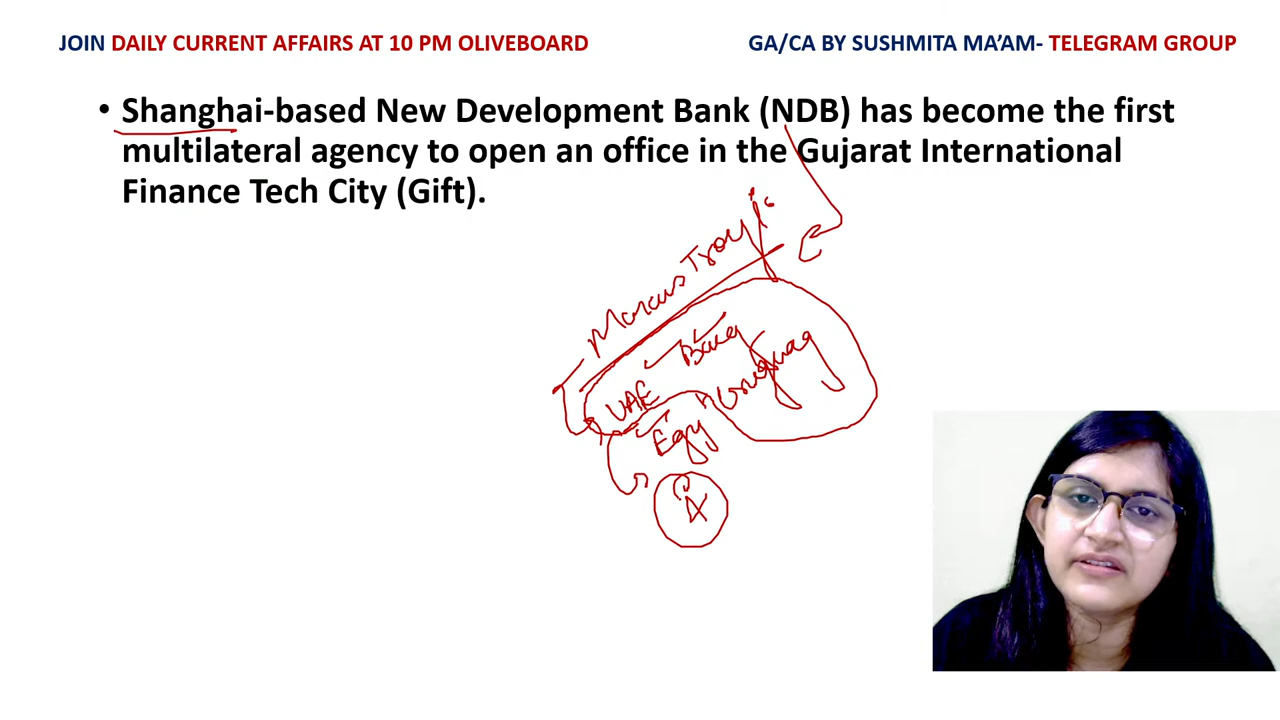 JOIN DAILY CURRENT AFFAIRS AT 10 PM OLIVEBOARD
GA/CA BY SUSHMITA MA'AM- TELEGRAM GROUP
• Shanghai-based New Development Bank (NDB) has become the first
multilateral agency to open an office in the Gujarat International
Finance Tech City (Gift).
Marcus Troyjo
Bang
UAE Uruguay
Egy
4